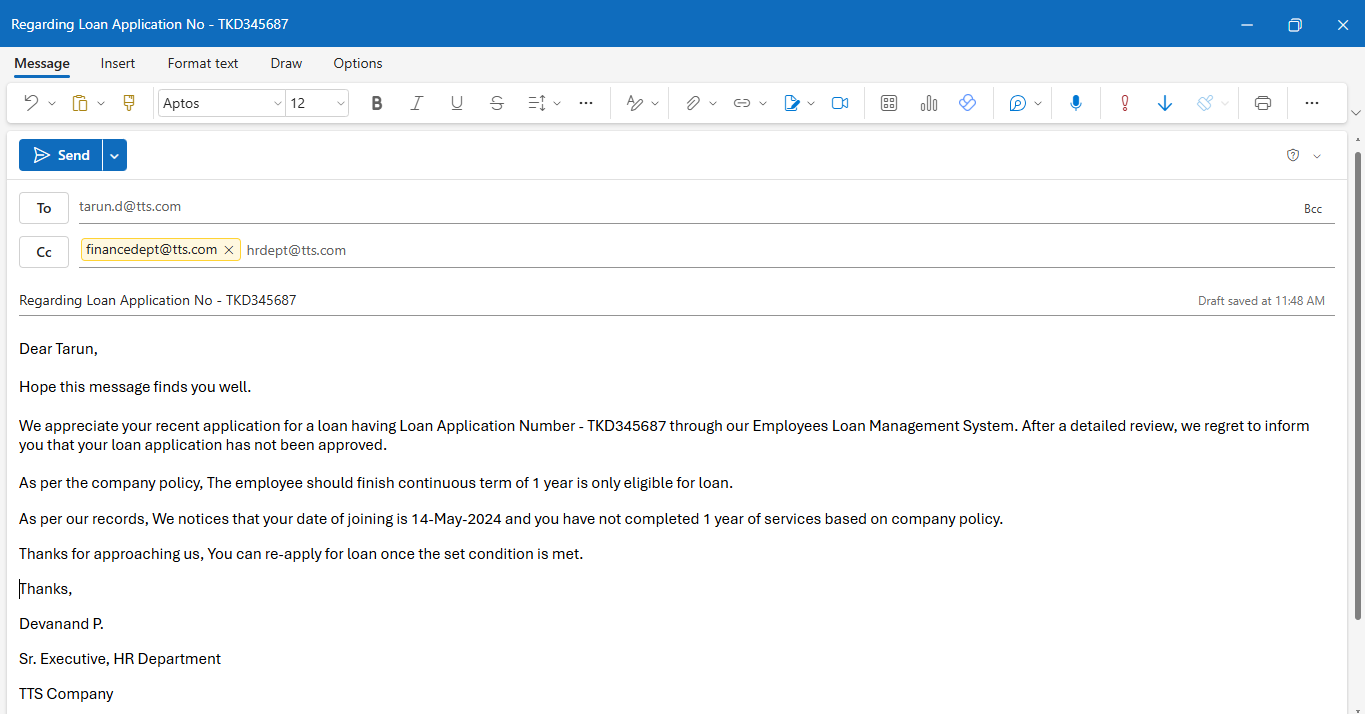 Regarding Loan Application No - TKD345687
Message Insert Format text Draw Options
Aptos 12 B I U S
Send
To tarun.d@tts.com Bcc
Cc financedept@tts.com hrdept@tts.com
Regarding Loan Application No - TKD345687 Draft saved at 11:48 AM
Dear Tarun,
Hope this message finds you well.
We appreciate your recent application for a loan having Loan Application Number - TKD345687 through our Employees Loan Management System. After a detailed review, we regret to inform
you that your loan application has not been approved.
As per the company policy, The employee should finish continuous term of 1 year is only eligible for loan.
As per our records, We notices that your date of joining is 14-May-2024 and you have not completed 1 year of services based on company policy.
Thanks for approaching us, You can re-apply for loan once the set condition is met.
Thanks,
Devanand P.
Sr. Executive, HR Department
TTS Company